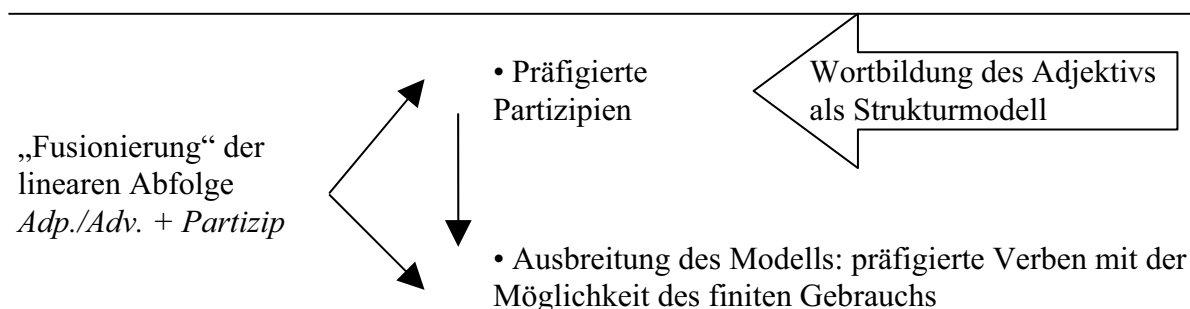 • Präfigierte
Partizipien
Wortbildung des Adjektivs
als Strukturmodell
„Fusionierung“ der
linearen Abfolge
Adp./Adv. + Partizip
• Ausbreitung des Modells: präfigierte Verben mit der
Möglichkeit des finiten Gebrauchs